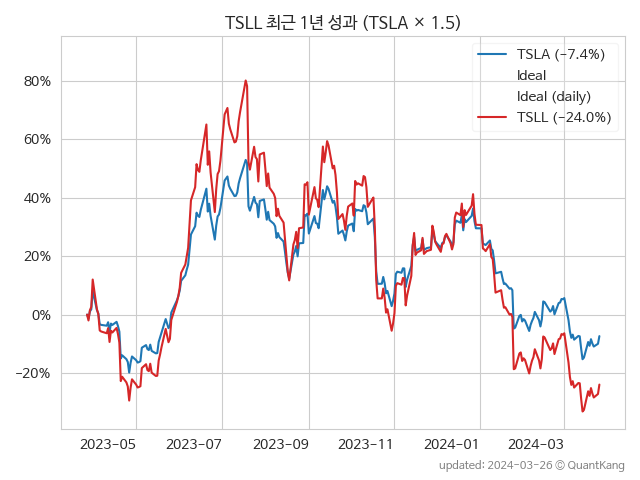 TSLL 최근 1년 성과 (TSLA × 1.5)
TSLA (−7.4%)
Ideal
Ideal (daily)
TSLL (−24.0%)
80%
60%
40%
20%
0%
−20%
2023-05
2023-07
2023-09
2023-11
2024-01
2024-03
updated: 2024-03-26 © QuantKang